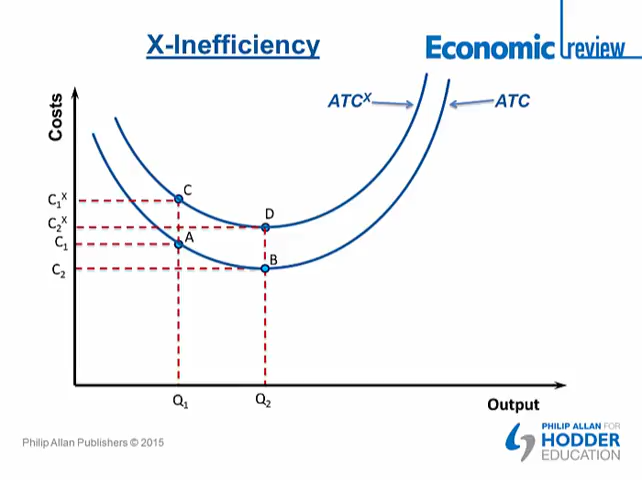 X-Inefficiency
Economic review
Costs
ATCˣ
ATC
C₁ˣ
C
C₂ˣ
D
C₁
A
C₂
B
Q₁
Q₂
Output
Philip Allan Publishers © 2015
PHILIP ALLAN FOR
HODDER
EDUCATION